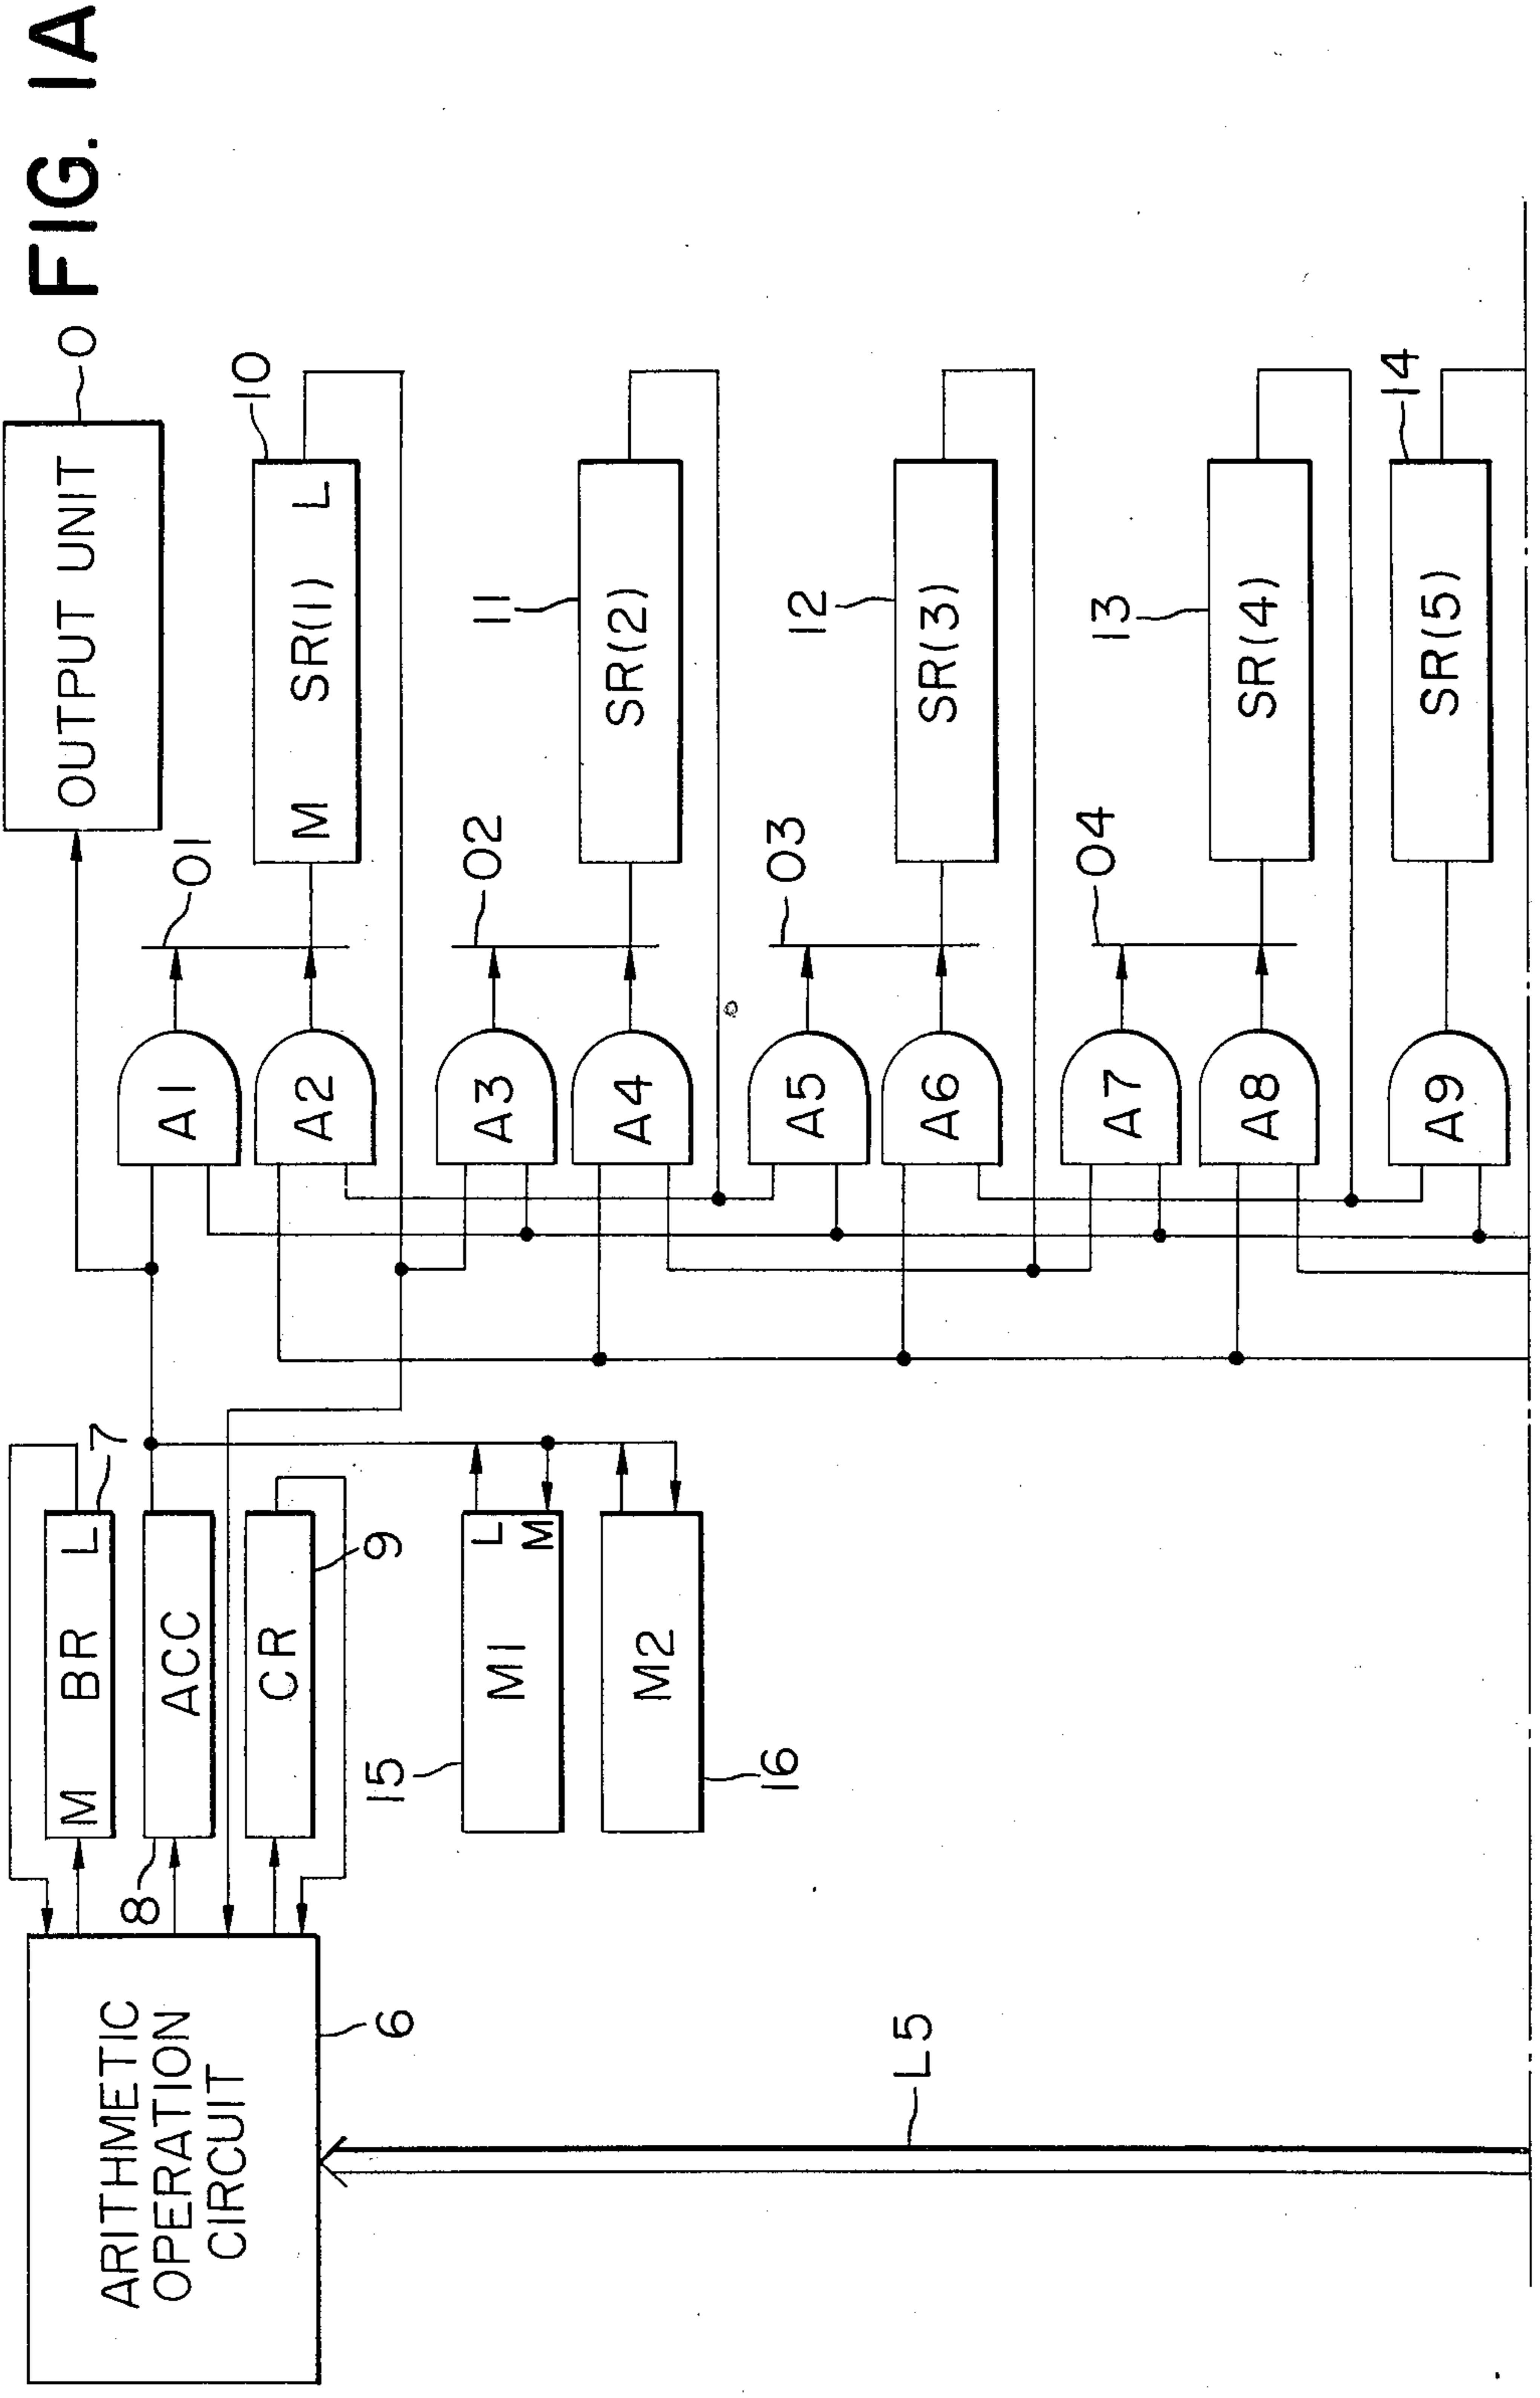 FIG. 1A
OUTPUT UNIT
0
ARITHMETIC
OPERATION
CIRCUIT
6
M BR L
7
8
ACC
CR
9
A1
01
A2
M SR(1) L
10
A3
02
A4
SR(2)
11
15
M1
L
M
M2
16
A5
03
A6
SR(3)
12
L5
A7
04
A8
SR(4)
13
A9
SR(5)
14